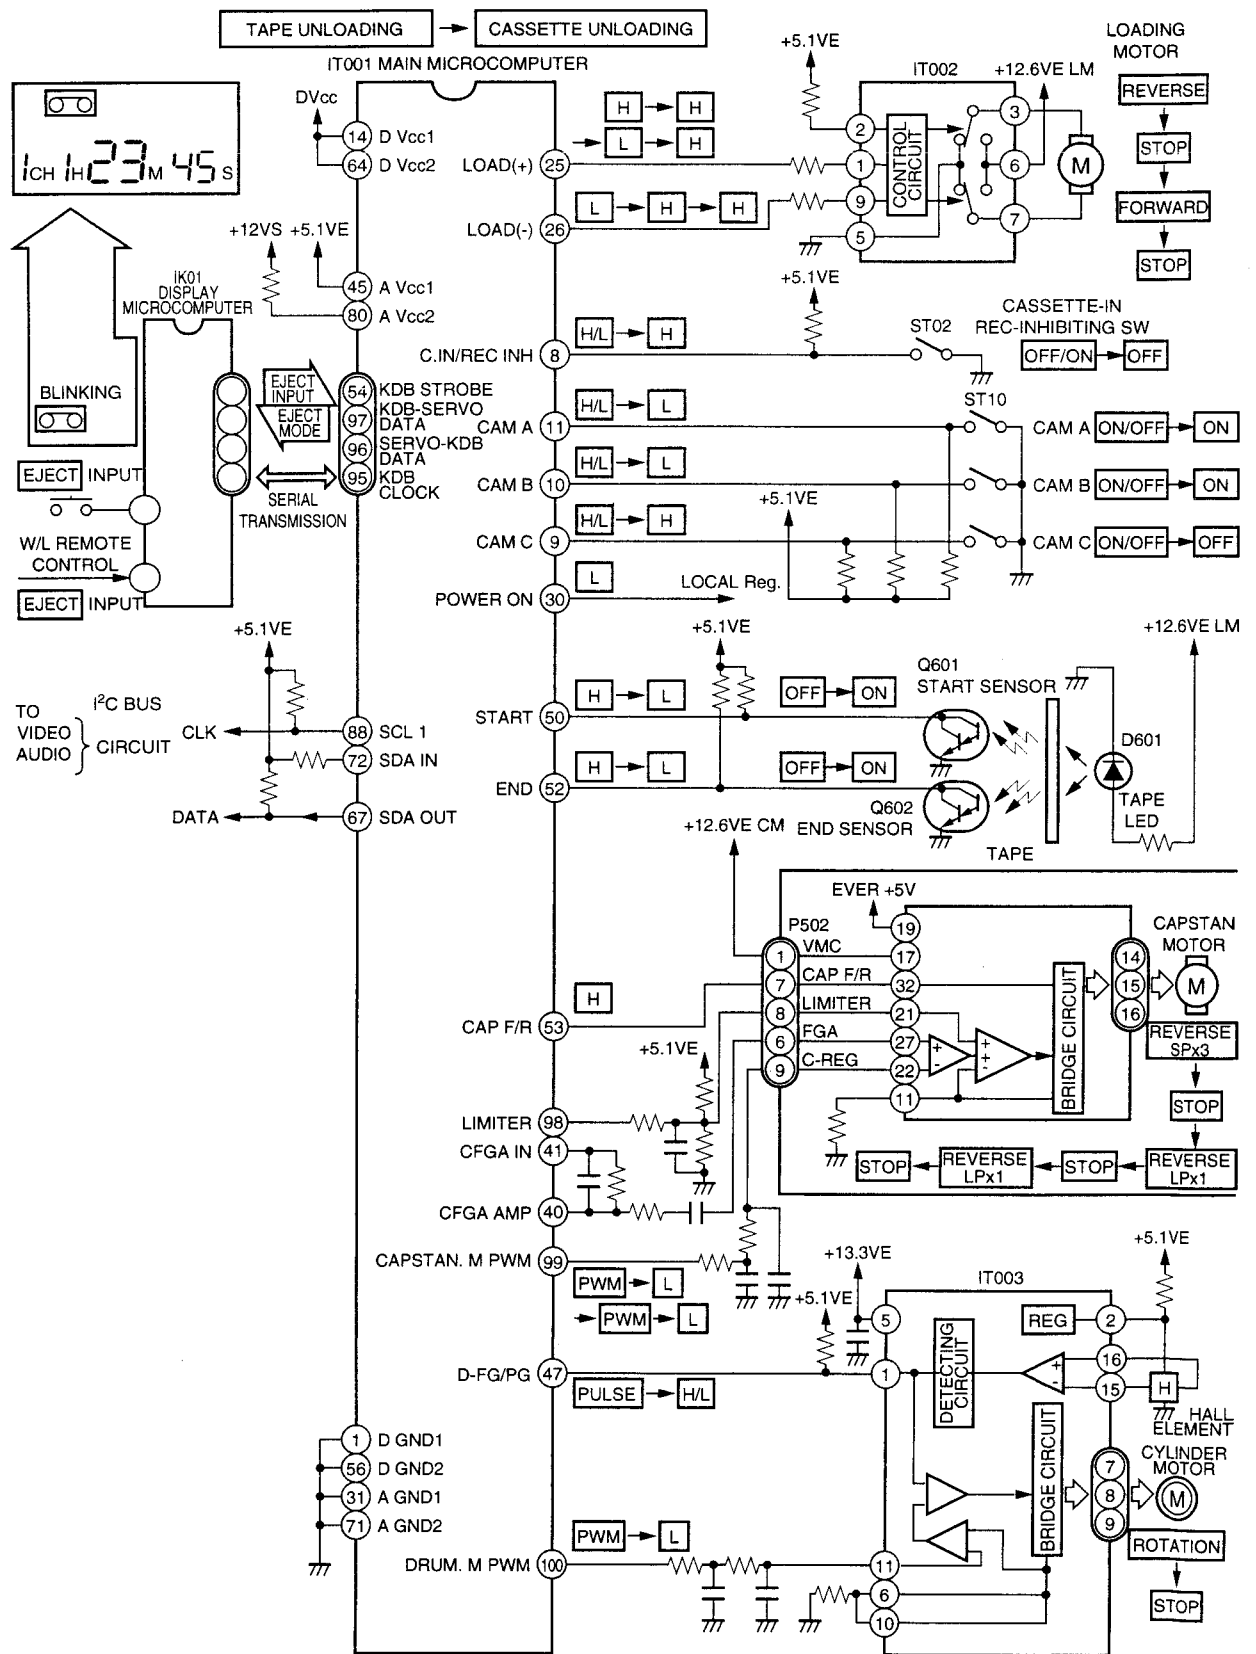 TAPE UNLOADING
CASSETTE UNLOADING
IT001 MAIN MICROCOMPUTER
1CH 1H 23M 45S
BLINKING
EJECT INPUT
W/L REMOTE
CONTROL
EJECT INPUT
IK01
DISPLAY
MICROCOMPUTER
EJECT
INPUT
EJECT
MODE
SERIAL
TRANSMISSION
DVcc
14 D Vcc1
64 D Vcc2
+12VS +5.1VE
45 A Vcc1
80 A Vcc2
54 KDB STROBE
97 KDB-SERVO
DATA
96 SERVO-KDB
DATA
95 KDB
CLOCK
+5.1VE
TO
VIDEO
AUDIO
CIRCUIT
I²C BUS
CLK
88 SCL 1
72 SDA IN
DATA
67 SDA OUT
1 D GND1
56 D GND2
31 A GND1
71 A GND2
LOAD(+) 25
H H
L H
LOAD(-) 26
L H H
+5.1VE
IT002
+12.6VE LM
2
1
9
5
CONTROL
CIRCUIT
3
6
7
M
LOADING
MOTOR
REVERSE
STOP
FORWARD
STOP
C.IN/REC INH 8
H/L H
+5.1VE
ST02
CASSETTE-IN
REC-INHIBITING SW
OFF/ON OFF
ST10
CAM A 11
H/L L
CAM A ON/OFF ON
CAM B 10
H/L L
+5.1VE
CAM B ON/OFF ON
CAM C 9
H/L H
CAM C ON/OFF OFF
POWER ON 30
L
LOCAL Reg.
+5.1VE
+12.6VE LM
START 50
H L
OFF ON
Q601
START SENSOR
END 52
H L
OFF ON
Q602
END SENSOR
D601
TAPE
LED
TAPE
+12.6VE CM
EVER +5V
P502
1 VMC 17
7 CAP F/R 32
8 LIMITER 21
6 FGA 27
9 C-REG 22
19
11
+
-
+
+
-
BRIDGE CIRCUIT
14
15
16
CAPSTAN
MOTOR
M
REVERSE
SPx3
STOP
REVERSE
LPx1
STOP
REVERSE
LPx1
STOP
CAP F/R 53
H
+5.1VE
LIMITER 98
CFGA IN 41
CFGA AMP 40
CAPSTAN. M PWM 99
PWM L
PWM L
D-FG/PG 47
PULSE H/L
DRUM. M PWM 100
PWM L
+13.3VE
+5.1VE
IT003
+5.1VE
5
1
11
6
10
DETECTING
CIRCUIT
REG
2
16
15
+
-
H
HALL
ELEMENT
BRIDGE CIRCUIT
7
8
9
CYLINDER
MOTOR
M
ROTATION
STOP